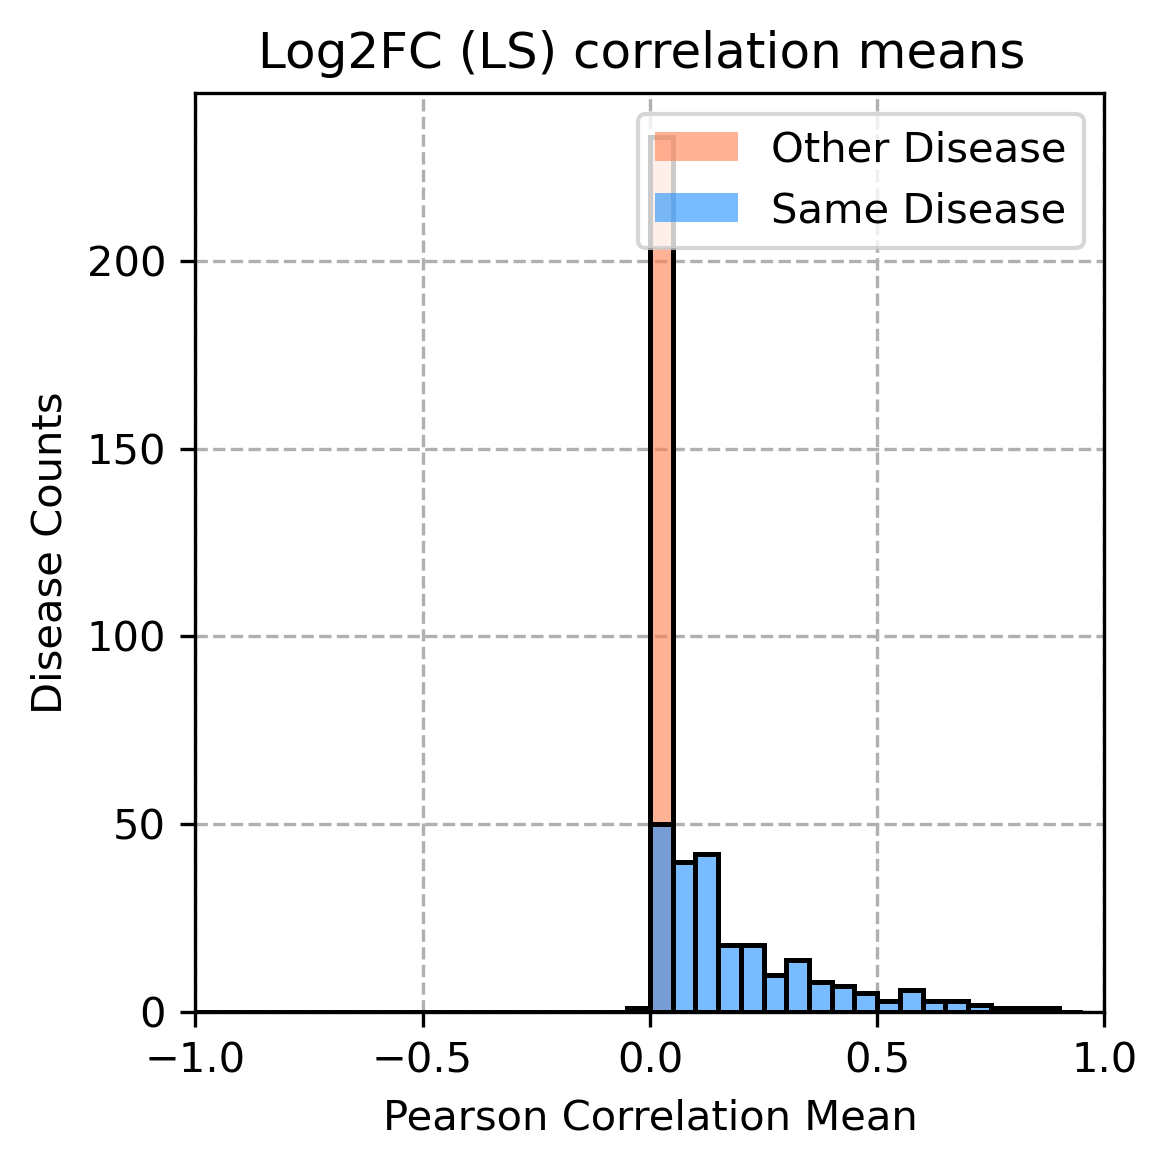 Log2FC (LS) correlation means
Other Disease
Same Disease
200
150
100
50
0
Disease Counts
−1.0 −0.5 0.0 0.5 1.0
Pearson Correlation Mean